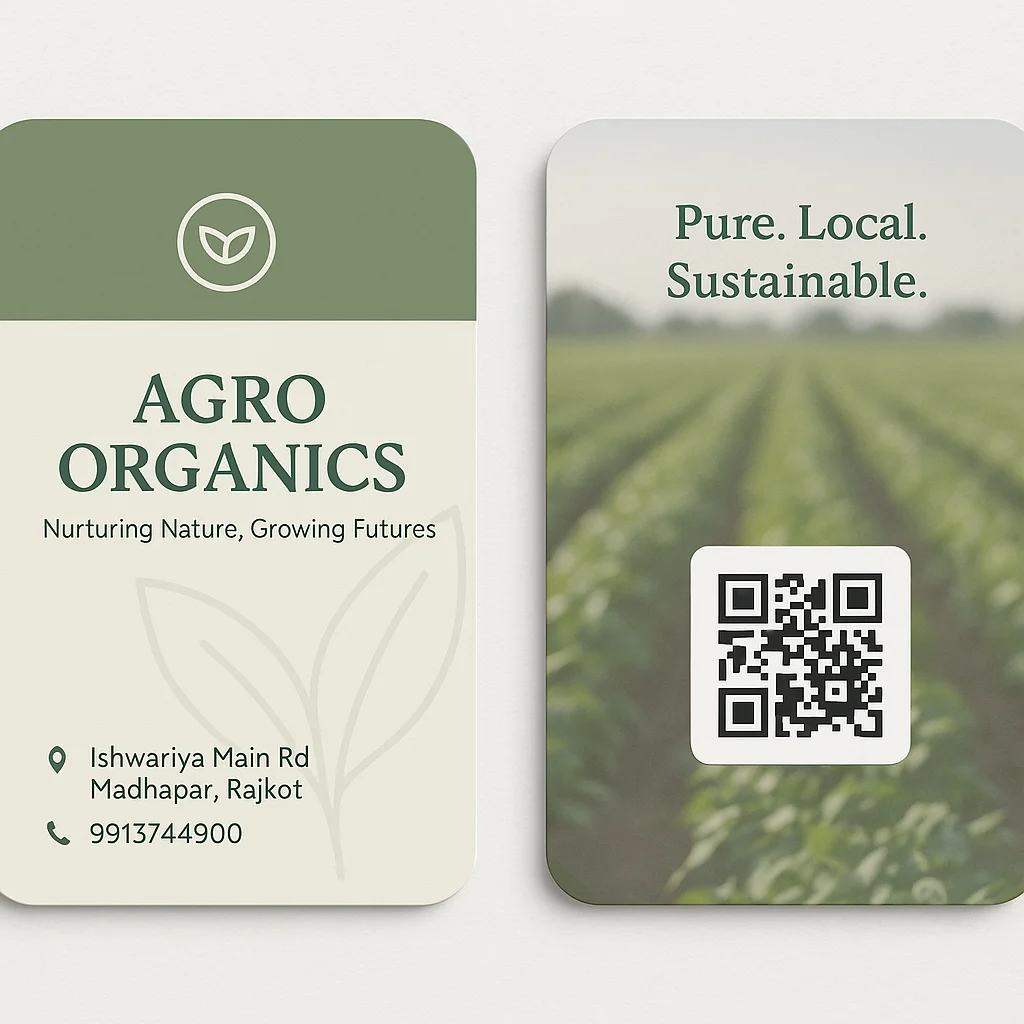 AGRO
ORGANICS
Nurturing Nature, Growing Futures
Ishwariya Main Rd
Madhapar, Rajkot
9913744900
Pure. Local.
Sustainable.